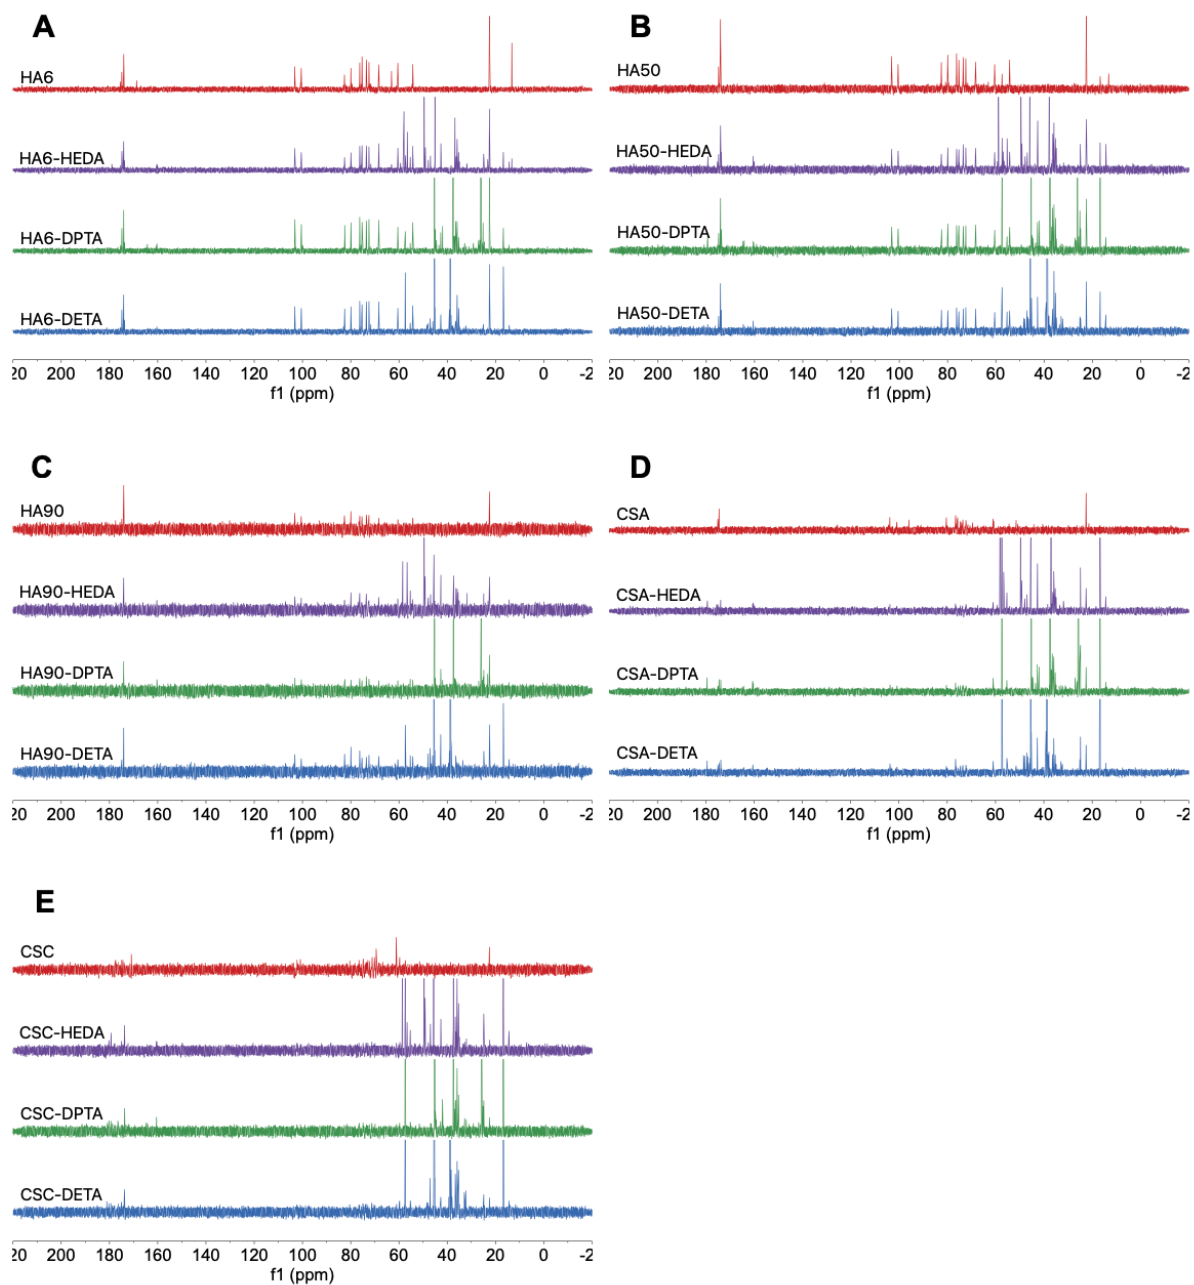 A
HA6
HA6-HEDA
HA6-DPTA
HA6-DETA
20 200 180 160 140 120 100 80 60 40 20 0 -2
f1 (ppm)
B
HA50
HA50-HEDA
HA50-DPTA
HA50-DETA
20 200 180 160 140 120 100 80 60 40 20 0 -2
f1 (ppm)
C
HA90
HA90-HEDA
HA90-DPTA
HA90-DETA
20 200 180 160 140 120 100 80 60 40 20 0 -2
f1 (ppm)
D
CSA
CSA-HEDA
CSA-DPTA
CSA-DETA
20 200 180 160 140 120 100 80 60 40 20 0 -2
f1 (ppm)
E
CSC
CSC-HEDA
CSC-DPTA
CSC-DETA
20 200 180 160 140 120 100 80 60 40 20 0 -2
f1 (ppm)